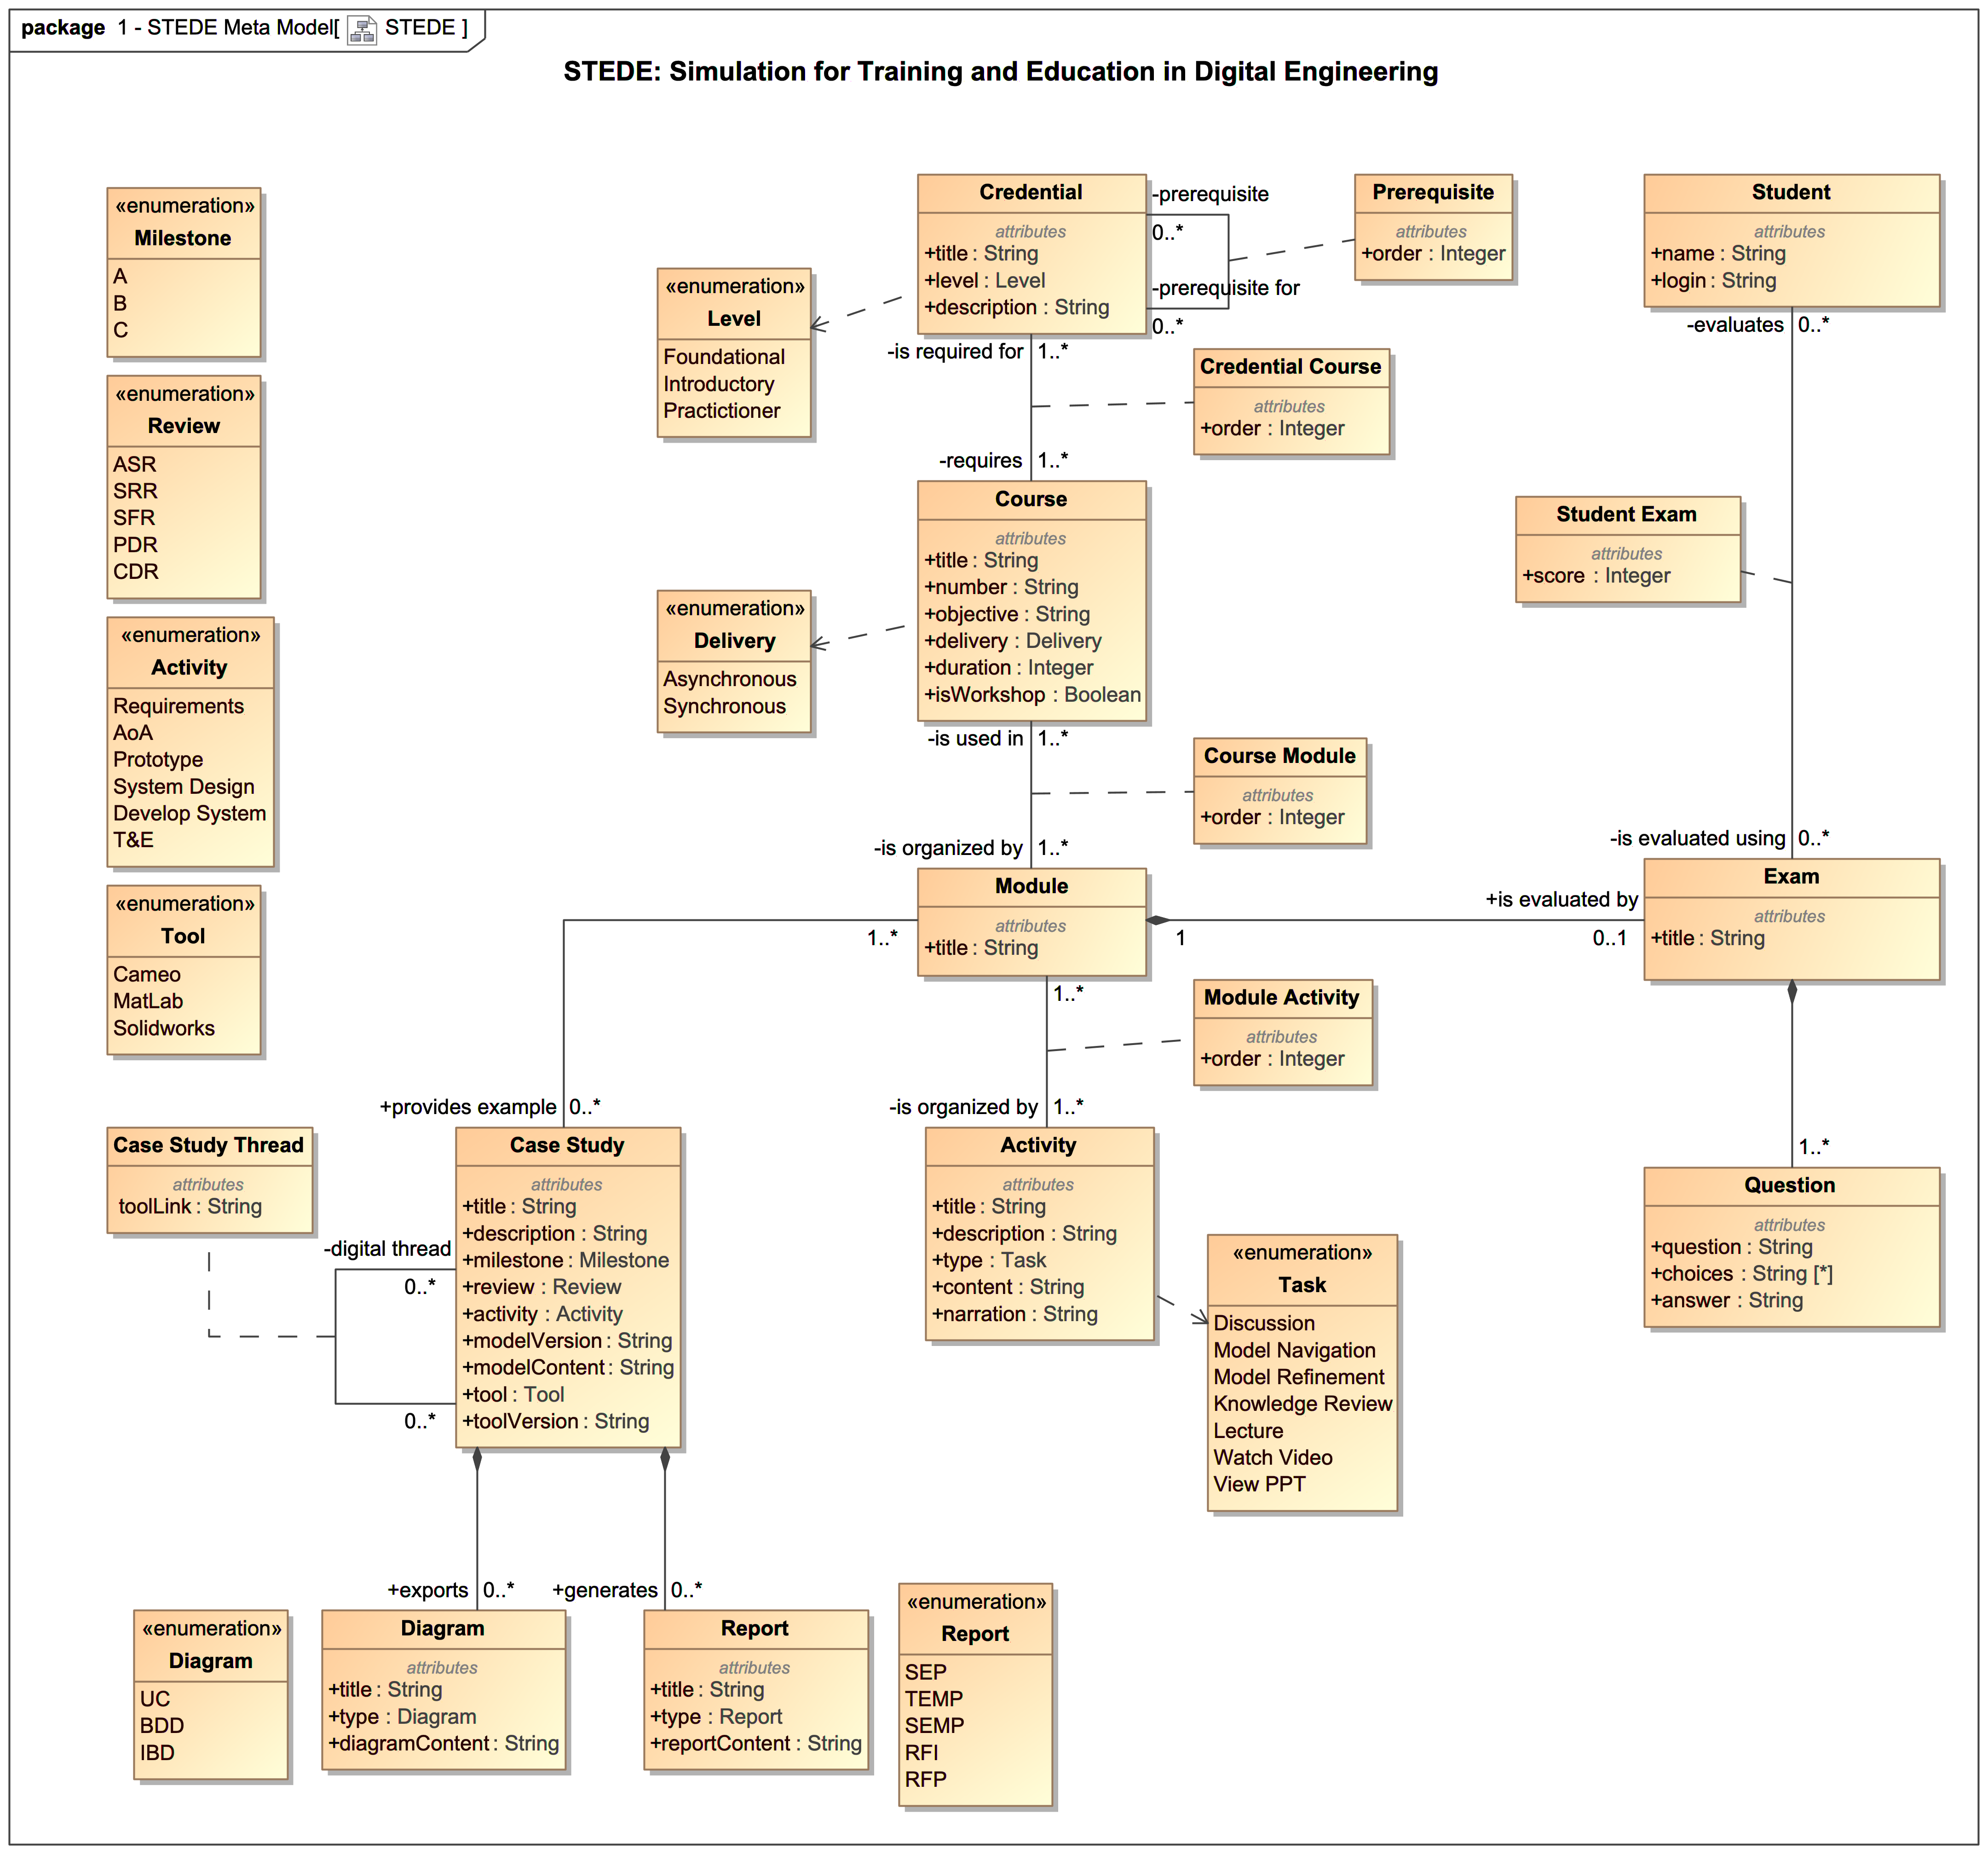 package 1 - STEDE Meta Model[ STEDE ]
STEDE: Simulation for Training and Education in Digital Engineering
«enumeration»
Milestone
A
B
C
«enumeration»
Review
ASR
SRR
SFR
PDR
CDR
«enumeration»
Activity
Requirements
AoA
Prototype
System Design
Develop System
T&E
«enumeration»
Tool
Cameo
MatLab
Solidworks
«enumeration»
Level
Foundational
Introductory
Practictioner
«enumeration»
Delivery
Asynchronous
Synchronous
Credential
attributes
+title : String
+level : Level
+description : String
-prerequisite
0..*
-prerequisite for
0..*
Prerequisite
attributes
+order : Integer
-is required for 1..*
Credential Course
attributes
+order : Integer
-requires 1..*
Course
attributes
+title : String
+number : String
+objective : String
+delivery : Delivery
+duration : Integer
+isWorkshop : Boolean
-is used in 1..*
Course Module
attributes
+order : Integer
-is organized by 1..*
Module
attributes
+title : String
1..*
1
+is evaluated by
0..1
Student
attributes
+name : String
+login : String
-evaluates 0..*
Student Exam
attributes
+score : Integer
-is evaluated using 0..*
Exam
attributes
+title : String
1..*
Question
attributes
+question : String
+choices : String [*]
+answer : String
1..*
Module Activity
attributes
+order : Integer
-is organized by 1..*
Activity
attributes
+title : String
+description : String
+type : Task
+content : String
+narration : String
«enumeration»
Task
Discussion
Model Navigation
Model Refinement
Knowledge Review
Lecture
Watch Video
View PPT
+provides example 0..*
Case Study Thread
attributes
toolLink : String
-digital thread
0..*
0..*
Case Study
attributes
+title : String
+description : String
+milestone : Milestone
+review : Review
+activity : Activity
+modelVersion : String
+modelContent : String
+tool : Tool
+toolVersion : String
+exports 0..*
+generates 0..*
«enumeration»
Diagram
UC
BDD
IBD
Diagram
attributes
+title : String
+type : Diagram
+diagramContent : String
Report
attributes
+title : String
+type : Report
+reportContent : String
«enumeration»
Report
SEP
TEMP
SEMP
RFI
RFP